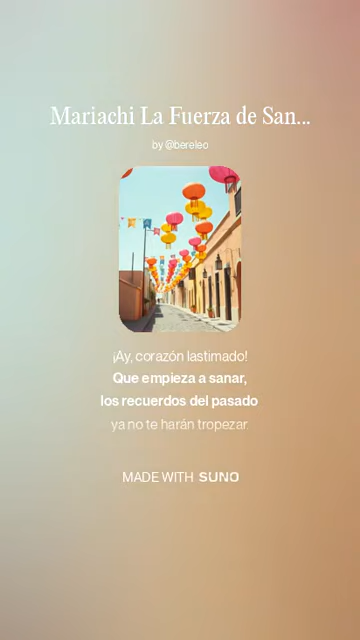 Mariachi La Fuerza de San...
by @bereleo
¡Ay, corazón lastimado!
Que empieza a sanar,
los recuerdos del pasado
ya no te harán tropezar.
MADE WITH SUNO